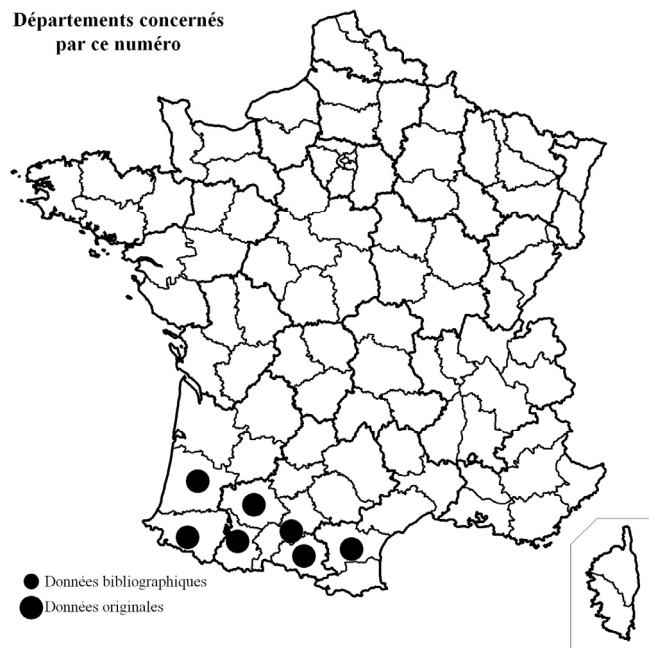 Départements concernés
par ce numéro
Données bibliographiques
Données originales